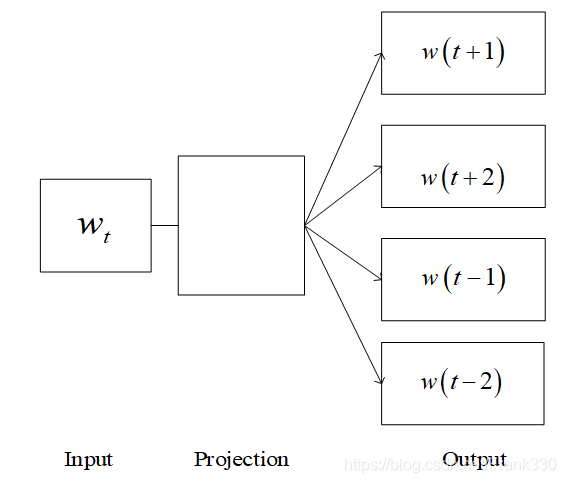 w(t+1)
w(t+2)
w_t
w(t−1)
w(t−2)
Input Projection Output